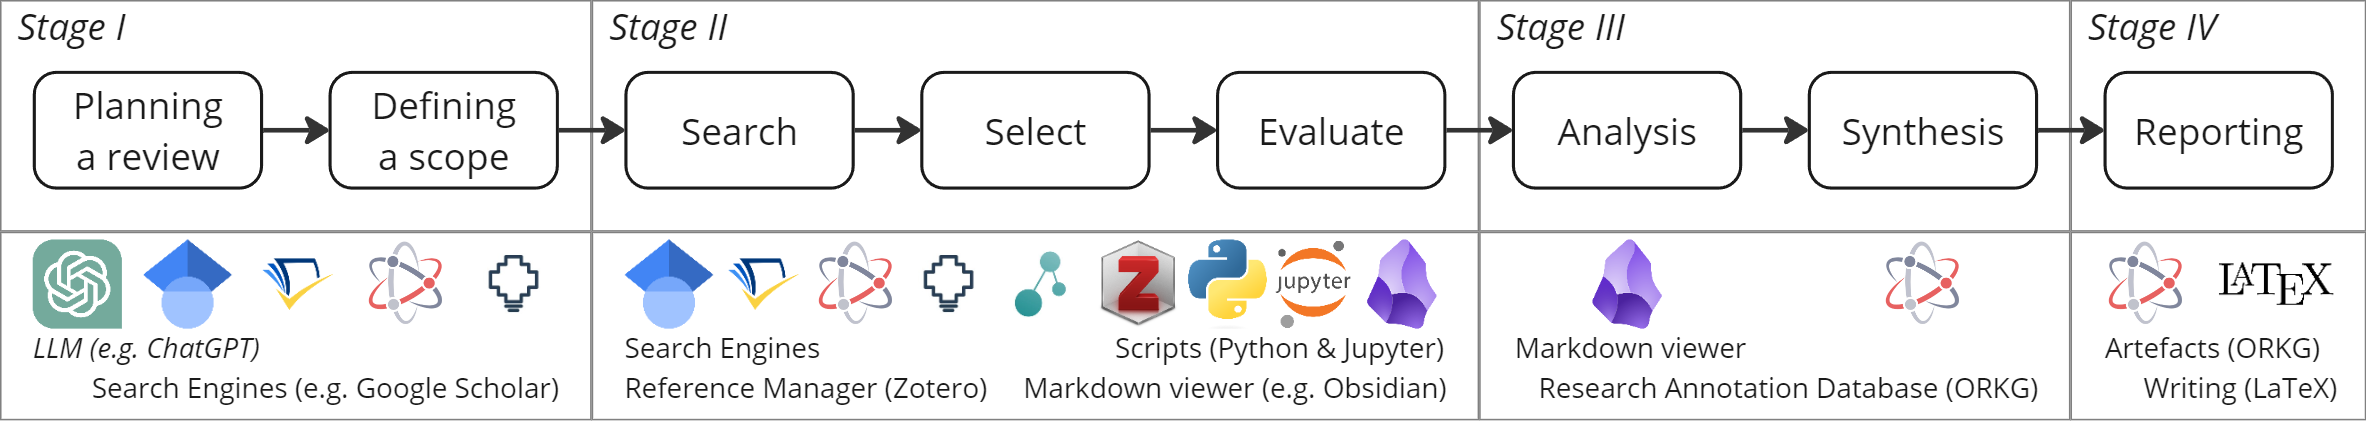 Stage I
Stage II
Stage III
Stage IV
Planning
a review
Defining
a scope
Search
Select
Evaluate
Analysis
Synthesis
Reporting
Z
jupyter
LATEX
LLM (e.g. ChatGPT)
Search Engines (e.g. Google Scholar)
Search Engines
Reference Manager (Zotero)
Scripts (Python & Jupyter)
Markdown viewer (e.g. Obsidian)
Markdown viewer
Research Annotation Database (ORKG)
Artefacts (ORKG)
Writing (LaTeX)